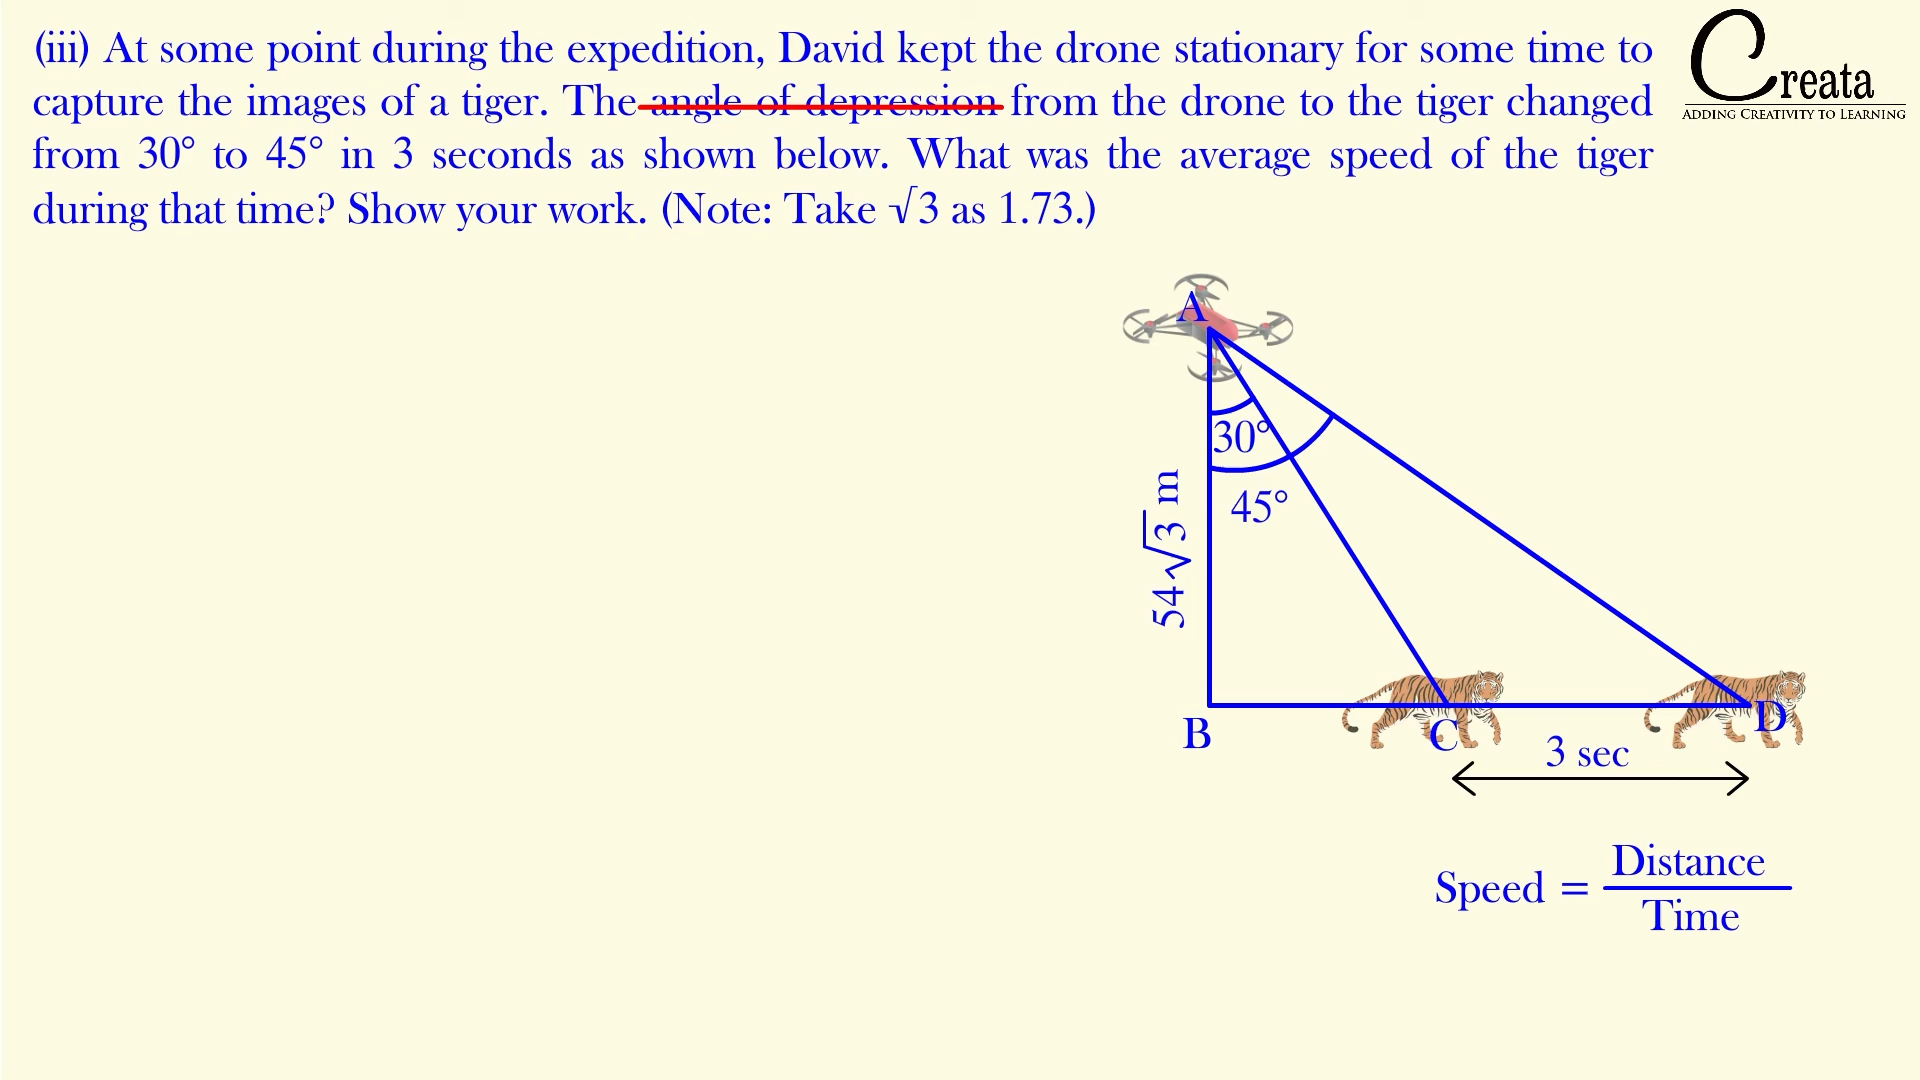 (iii) At some point during the expedition, David kept the drone stationary for some time to
capture the images of a tiger. The angle of depression from the drone to the tiger changed
from 30° to 45° in 3 seconds as shown below. What was the average speed of the tiger
during that time? Show your work. (Note: Take √3 as 1.73.)
Creata
ADDING CREATIVITY TO LEARNING
A
30°
45°
54√3 m
B
C
D
3 sec
Speed = Distance
Time